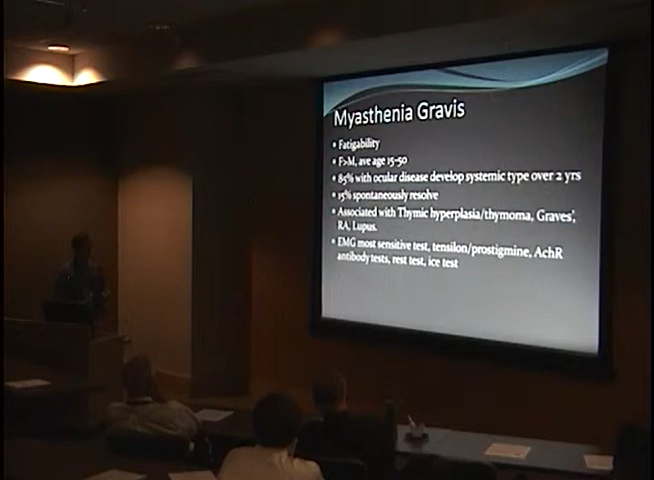 Myasthenia Gravis
• Fatigability
• F>M, ave age 15-50
• 85% with ocular disease develop systemic type over 2 yrs
• 15% spontaneously resolve
• Associated with Thymic hyperplasia/thymoma, Graves',
RA, Lupus.
• EMG most sensitive test, tensilon/prostigmine, AchR
antibody tests, rest test, ice test